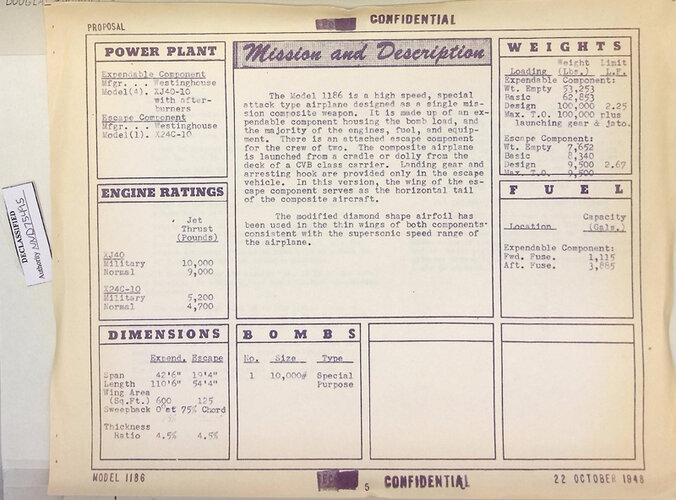 CONFIDENTIAL
PROPOSAL
POWER PLANT
Expendable Component
Mfgr. . . . Westinghouse
Model(4). XJ40-10
with after-
burners
Escape Component
Mfgr. . . Westinghouse
Model(1). X24C-10
ENGINE RATINGS
Jet
Thrust
(Pounds)
XJ40
Military 10,000
Normal 9,000
X24C-10
Military 5,200
Normal 4,700
DIMENSIONS
Expend. Escape
Span 42'6" 19'4"
Length 110'6" 54'4"
Wing Area
(Sq.Ft.) 600 125
Sweepback 0° at 75% Chord
Thickness
Ratio 4.5% 4.5%
Mission and Description
The Model 1186 is a high speed, special
attack type airplane designed as a single mis-
sion composite weapon. It is made up of an ex-
pendable component housing the bomb load, and
the majority of the engines, fuel, and equip-
ment. There is an attached escape component
for the crew of two. The composite airplane
is launched from a cradle or dolly from the
deck of a CVB class carrier. Landing gear and
arresting hook are provided only in the escape
vehicle. In this version, the wing of the es-
cape component serves as the horizontal tail
of the composite aircraft.
The modified diamond shape airfoil has
been used in the thin wings of both components
consistent with the supersonic speed range of
the airplane.
BOMBS
No. Size Type
1 10,000# Special
Purpose
WEIGHTS
Weight Limit
Loading (Lbs.) L.F.
Expendable Component:
Wt. Empty 53,253
Basic 62,853
Design 100,000 2.25
Max. T.O. 100,000 plus
launching gear & jato.
Escape Component:
Wt. Empty 7,652
Basic 8,340
Design 9,500 2.67
Max. T.O. 9,500
FUEL
Capacity
Location (Gals.)
Expendable Component:
Fwd. Fuse. 1,115
Aft. Fuse. 3,885
DECLASSIFIED
Authority NND 754915
MODEL 1186
5
CONFIDENTIAL
22 OCTOBER 1948